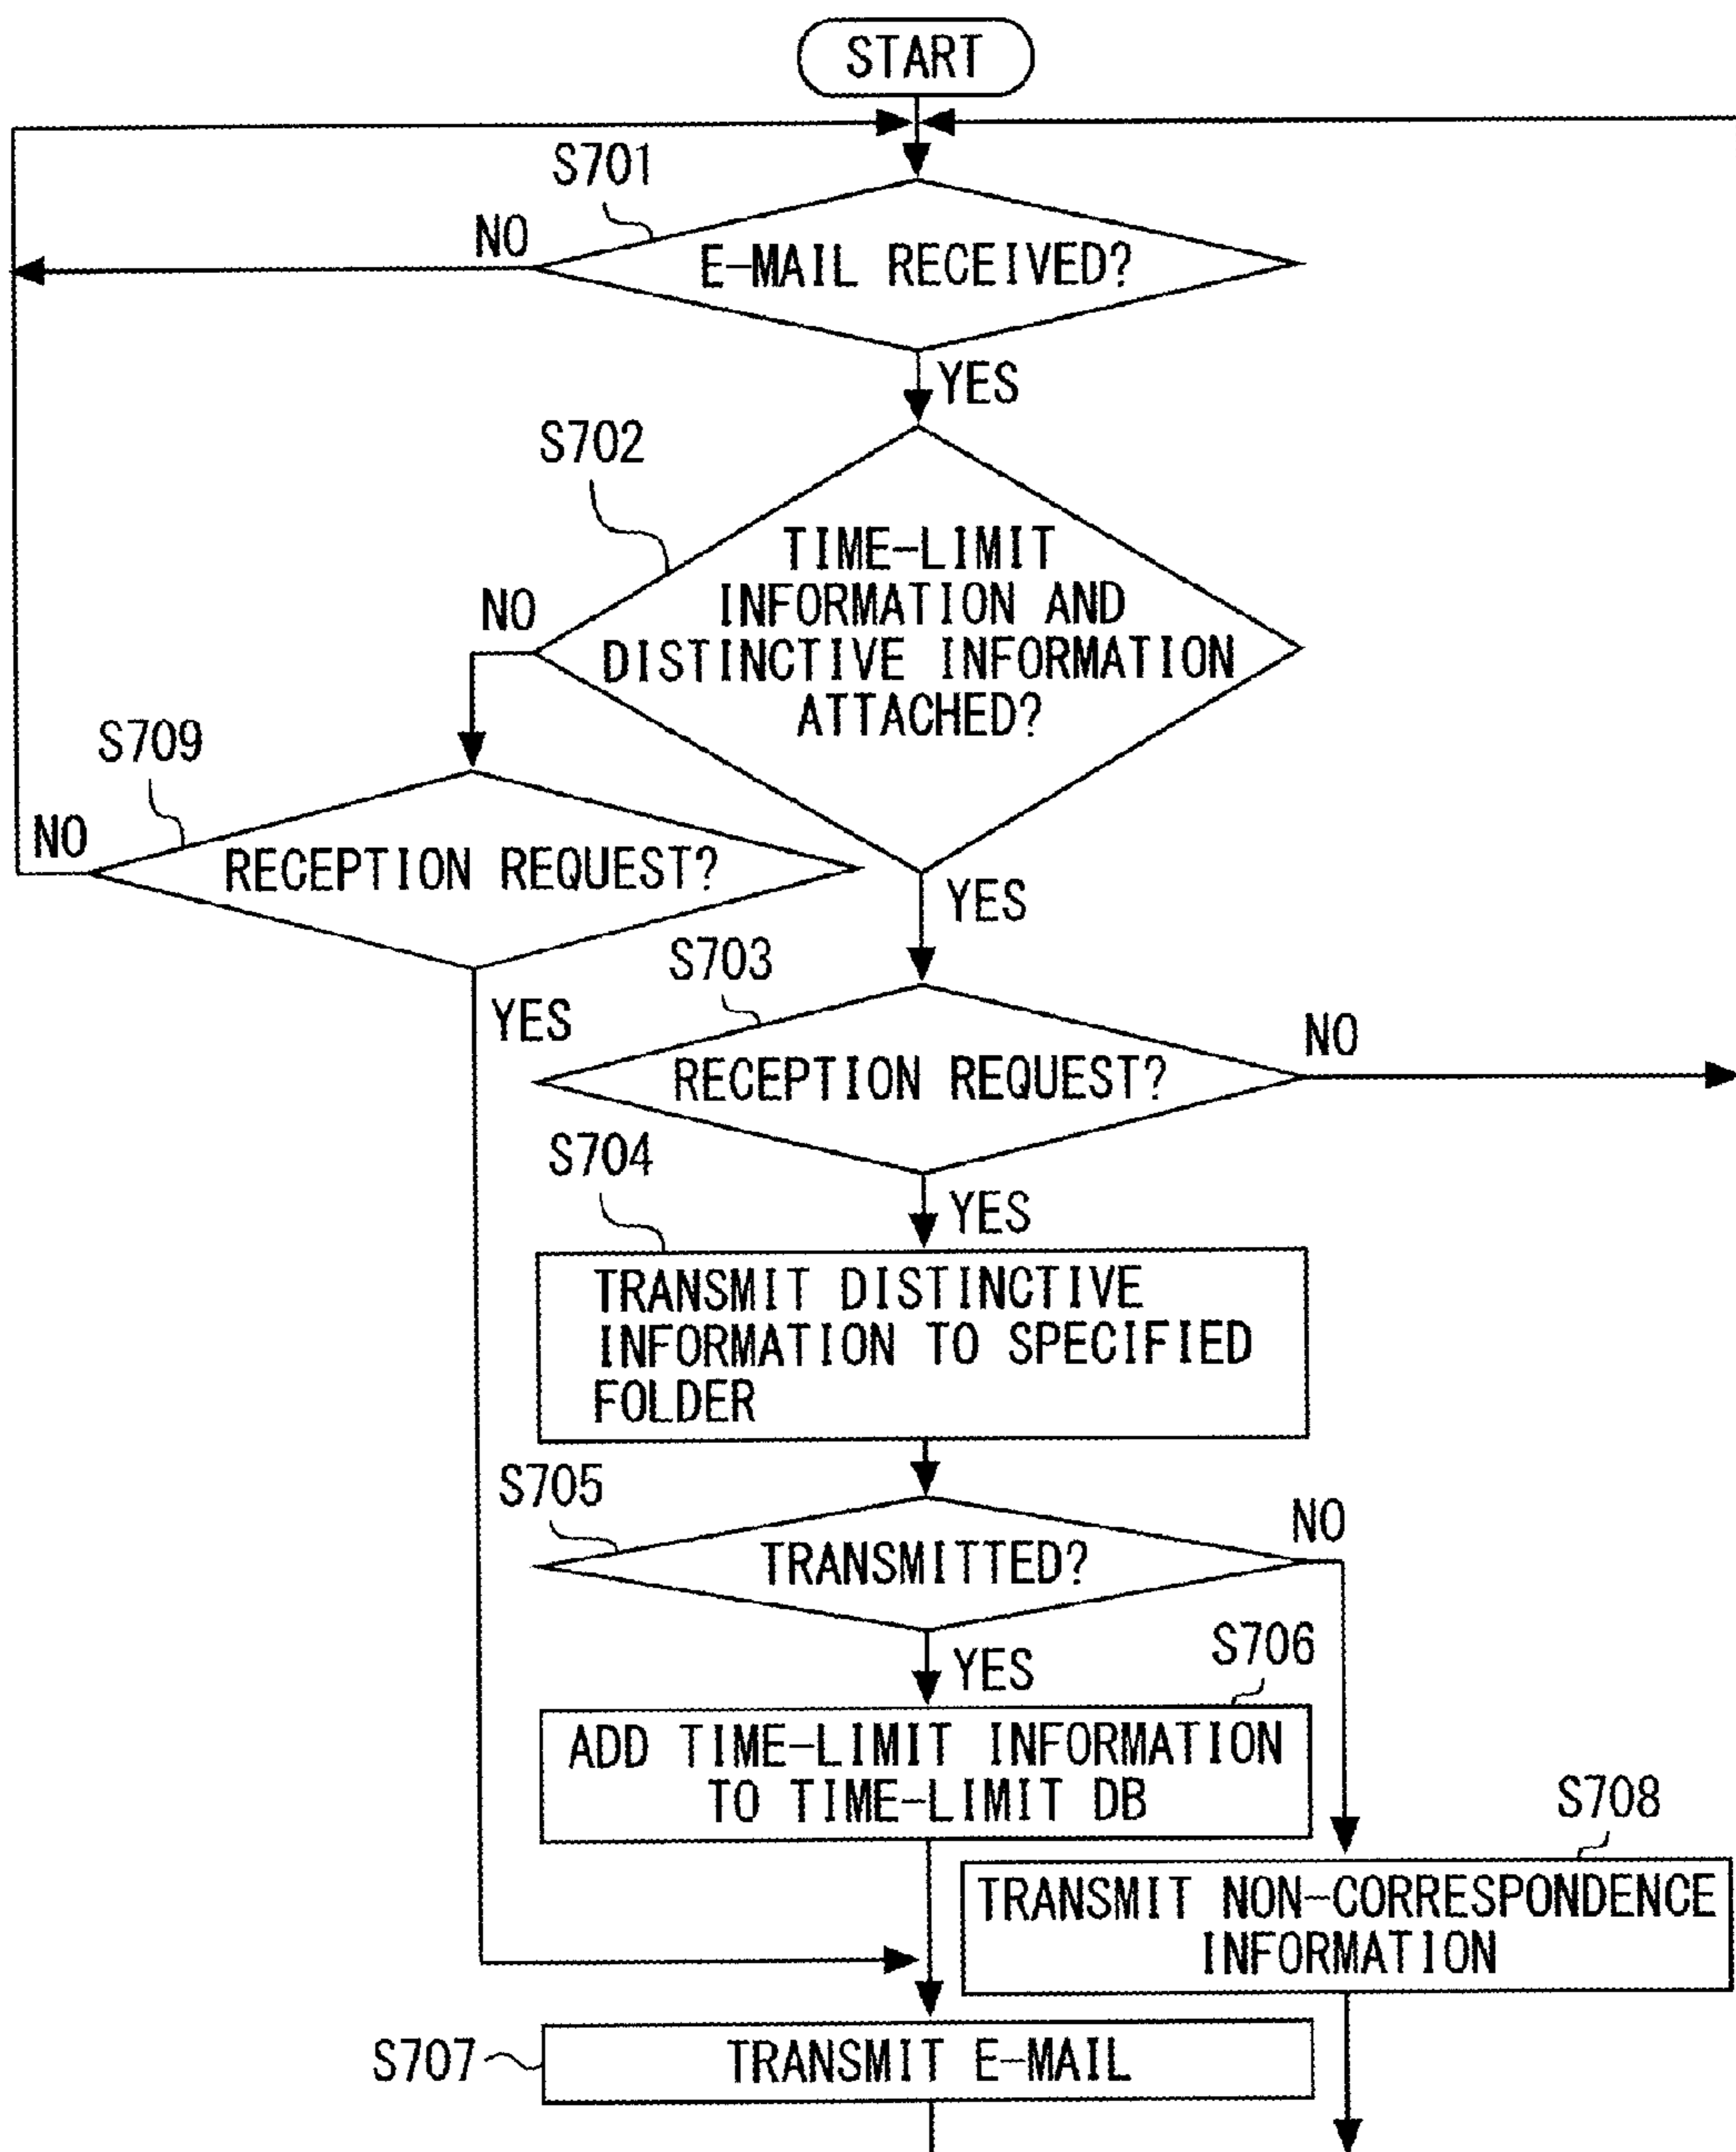 START
S701
NO
E-MAIL RECEIVED?
YES
S702
TIME-LIMIT
INFORMATION AND
DISTINCTIVE INFORMATION
ATTACHED?
NO
S709
NO
RECEPTION REQUEST?
YES
YES
S703
RECEPTION REQUEST?
NO
S704
YES
TRANSMIT DISTINCTIVE
INFORMATION TO SPECIFIED
FOLDER
S705
TRANSMITTED?
NO
YES
S706
ADD TIME-LIMIT INFORMATION
TO TIME-LIMIT DB
S708
TRANSMIT NON-CORRESPONDENCE
INFORMATION
S707
TRANSMIT E-MAIL